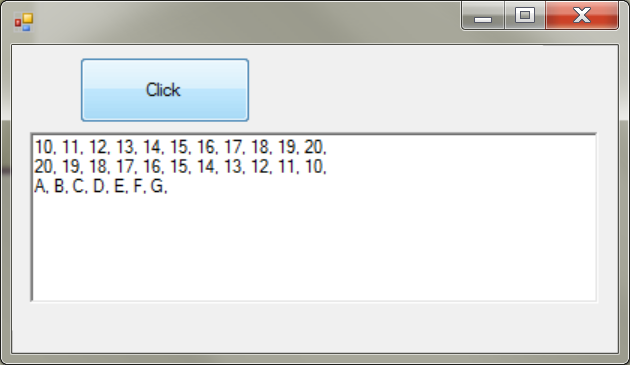 Click
10, 11, 12, 13, 14, 15, 16, 17, 18, 19, 20,
20, 19, 18, 17, 16, 15, 14, 13, 12, 11, 10,
A, B, C, D, E, F, G,